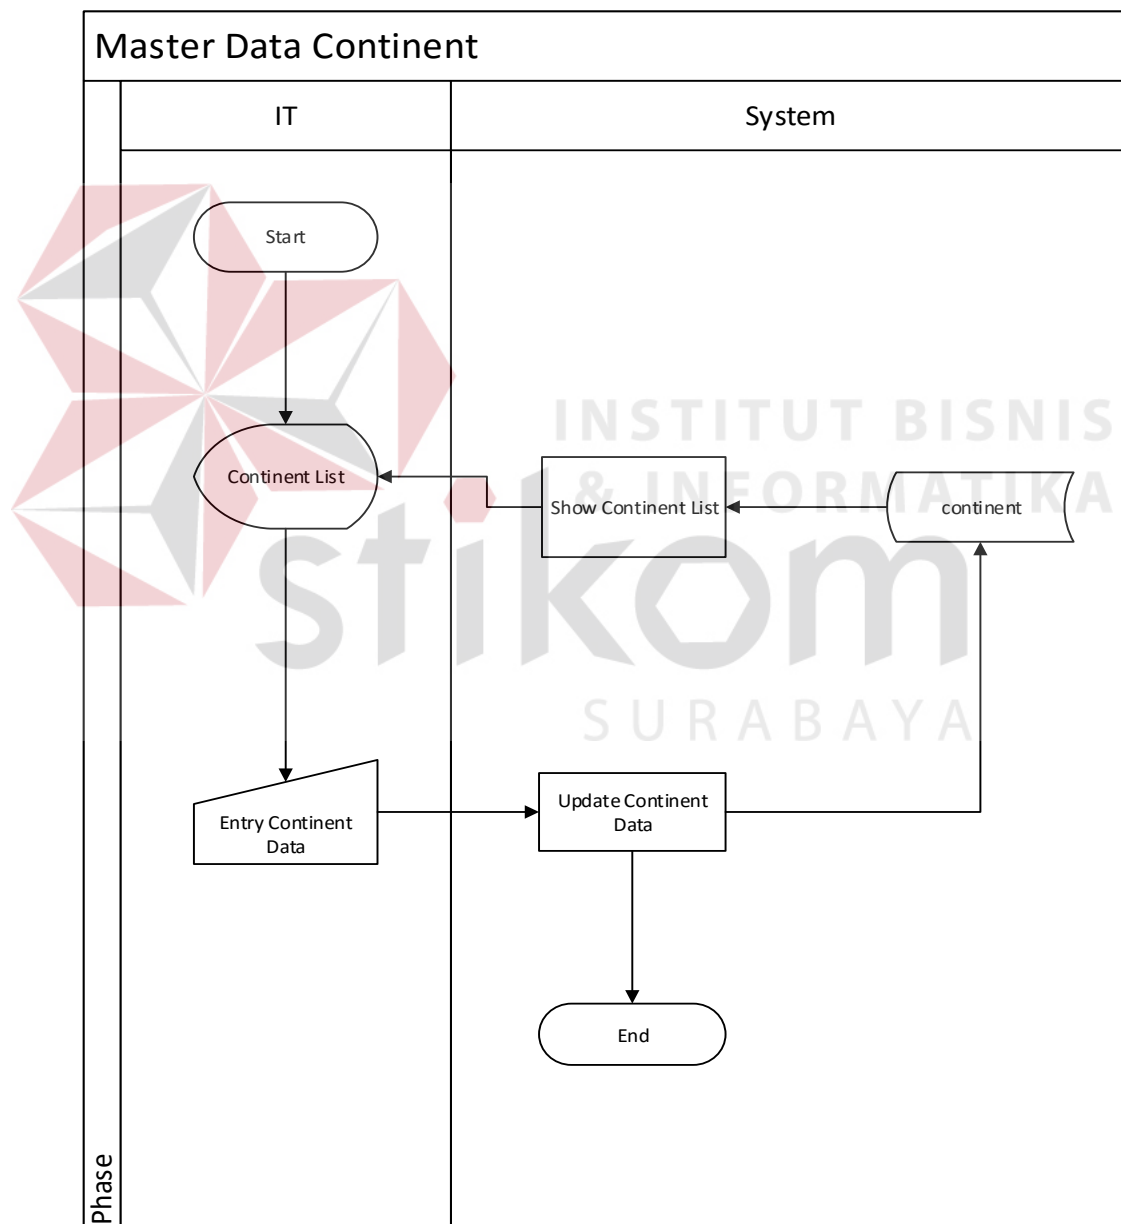 Master Data Continent
IT
System
Start
INSTITUT BISNIS
& INFORMATIKA
Continent List
Show Continent List
continent
stikom
SURABAYA
Entry Continent
Data
Update Continent
Data
End
Phase